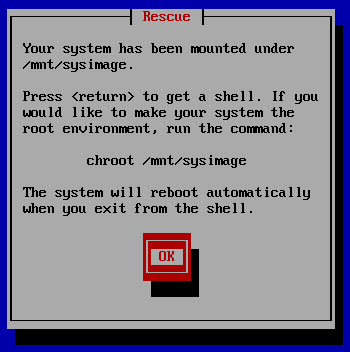 Rescue
Your system has been mounted under
/mnt/sysimage.
Press <return> to get a shell. If you
would like to make your system the
root environment, run the command:
chroot /mnt/sysimage
The system will reboot automatically
when you exit from the shell.
OK